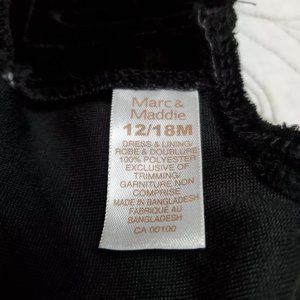 Marc &
Maddie
12/18M
DRESS & LINING/
ROBE & DOUBLURE
100% POLYESTER
EXCLUSIVE OF
TRIMMING/
GARNITURE NON
COMPRISE
MADE IN BANGLADESH
FABRIQUÉ AU
BANGLADESH
CA 00100